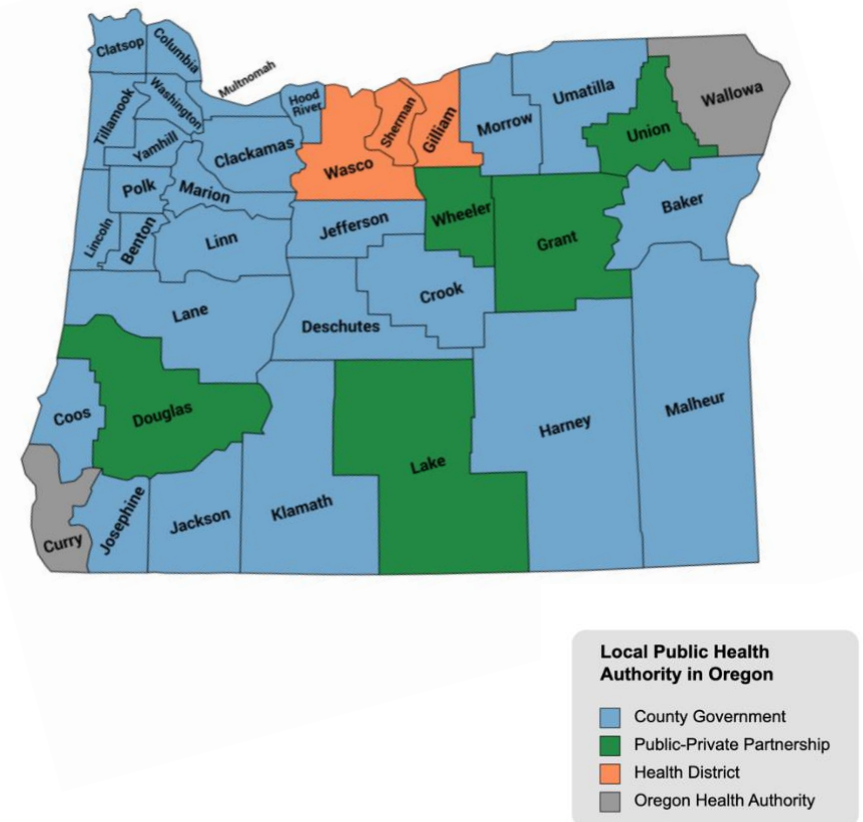 Clatsop
Columbia
Multnomah
Tillamook
Washington
Hood
River
Yamhill
Clackamas
Wasco
Sherman
Gilliam
Morrow
Umatilla
Union
Wallowa
Polk
Marion
Lincoln
Benton
Linn
Jefferson
Wheeler
Grant
Baker
Lane
Deschutes
Crook
Coos
Douglas
Lake
Harney
Malheur
Curry
Josephine
Jackson
Klamath
Local Public Health
Authority in Oregon
County Government
Public-Private Partnership
Health District
Oregon Health Authority